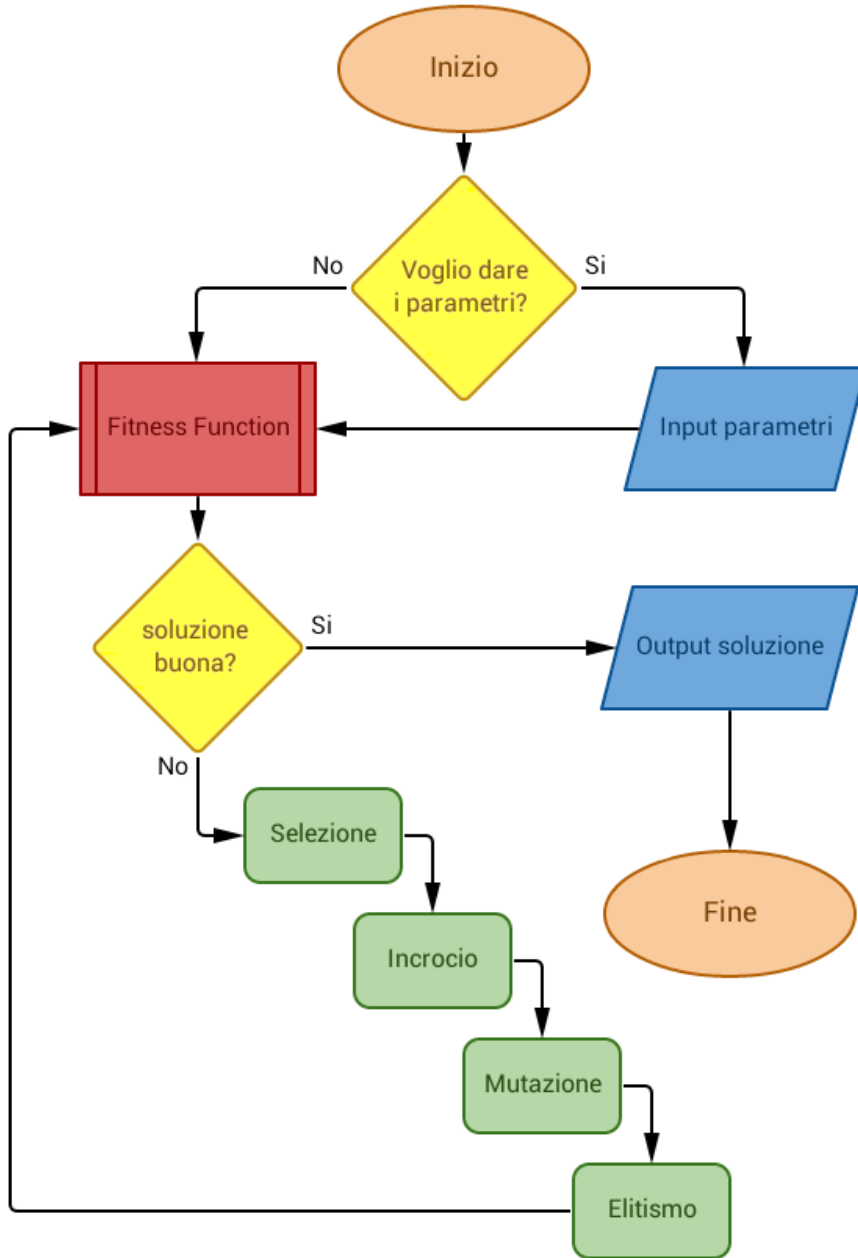 Inizio
Voglio dare
i parametri?
No
Si
Fitness Function
Input parametri
soluzione
buona?
Si
Output soluzione
No
Selezione
Fine
Incrocio
Mutazione
Elitismo